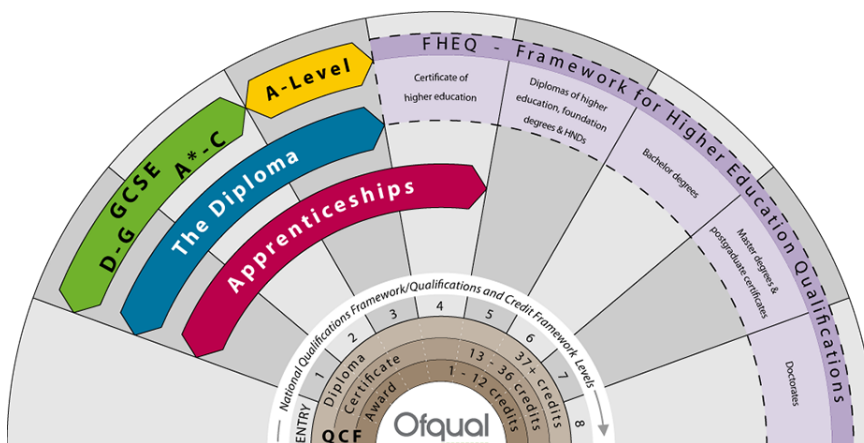 FHEQ - Framework for Higher Education Qualifications
A-Level
Certificate of
higher education
Diplomas of higher
education, foundation
degrees & HNDs
Bachelor degrees
Master degrees &
postgraduate certificates
Doctorates
GCSE
D-G A*-C
The Diploma
Apprenticeships
National Qualifications Framework/Qualifications and Credit Framework Levels
ENTRY 1 2 3 4 5 6 7 8
Diploma 37+ credits
Certificate 13 - 36 credits
Award 1 - 12 credits
QCF
Ofqual